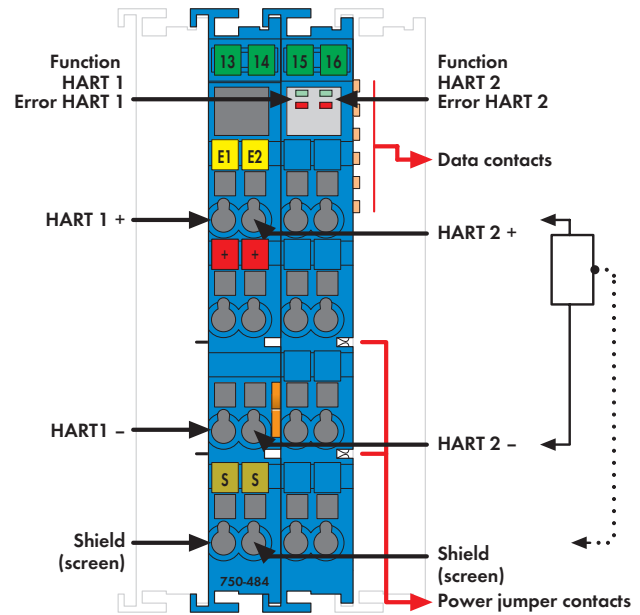 13 14 15 16
Function
HART 1
Error HART 1
Function
HART 2
Error HART 2
E1 E2
Data contacts
HART 1 +
HART 2 +
+ +
HART1 –
HART 2 –
S S
Shield
(screen)
Shield
(screen)
750-484
Power jumper contacts